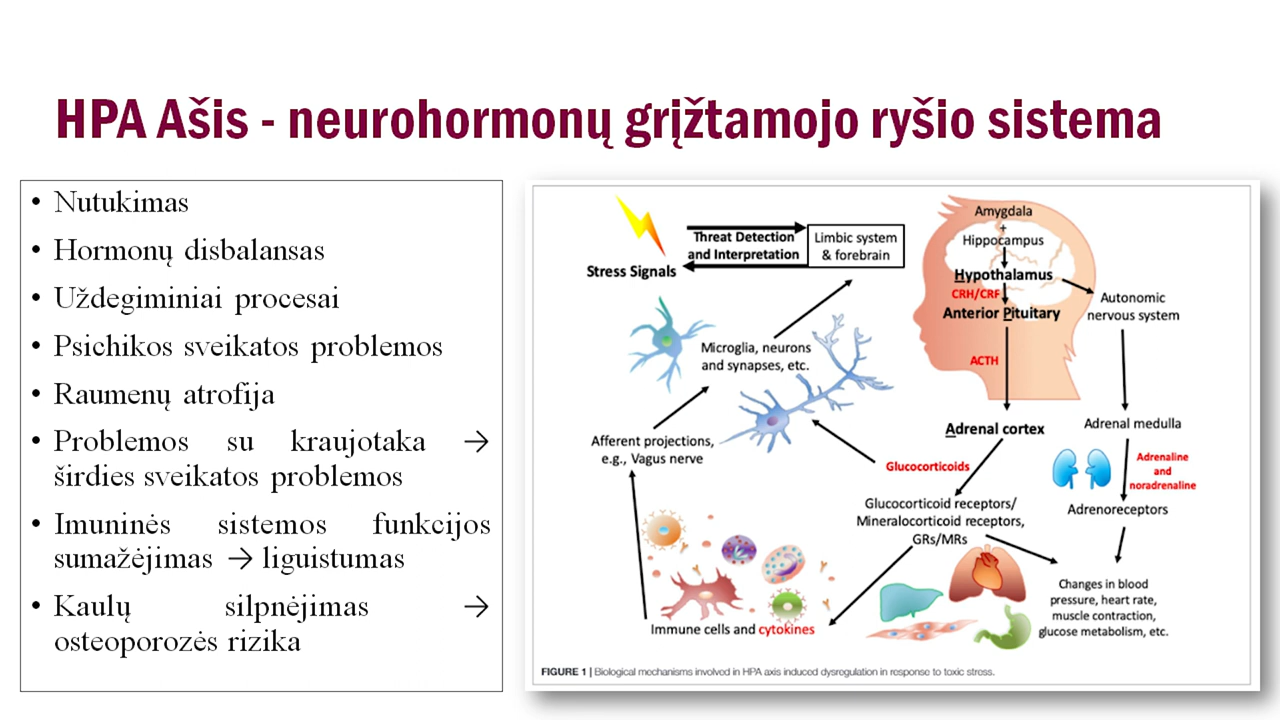 HPA Ašis - neurohormonų grįžtamojo ryšio sistema
• Nutukimas
• Hormonų disbalansas
• Uždegiminiai procesai
• Psichikos sveikatos problemos
• Raumenų atrofija
• Problemos su kraujotaka →
širdies sveikatos problemos
• Imuninės sistemos funkcijos
sumažėjimas → liguistumas
• Kaulų silpnėjimas →
osteoporozės rizika
Stress Signals
Threat Detection
and Interpretation
Limbic system
& forebrain
Microglia, neurons
and synapses, etc.
Afferent projections,
e.g., Vagus nerve
Immune cells and cytokines
Amygdala
+
Hippocampus
Hypothalamus
CRH/CRF
Anterior Pituitary
ACTH
Adrenal cortex
Glucocorticoids
Glucocorticoid receptors/
Mineralocorticoid receptors,
GRs/MRs
Autonomic
nervous system
Adrenal medulla
Adrenaline
and
noradrenaline
Adrenoreceptors
Changes in blood
pressure, heart rate,
muscle contraction,
glucose metabolism, etc.
FIGURE 1 | Biological mechanisms involved in HPA axis induced dysregulation in response to toxic stress.